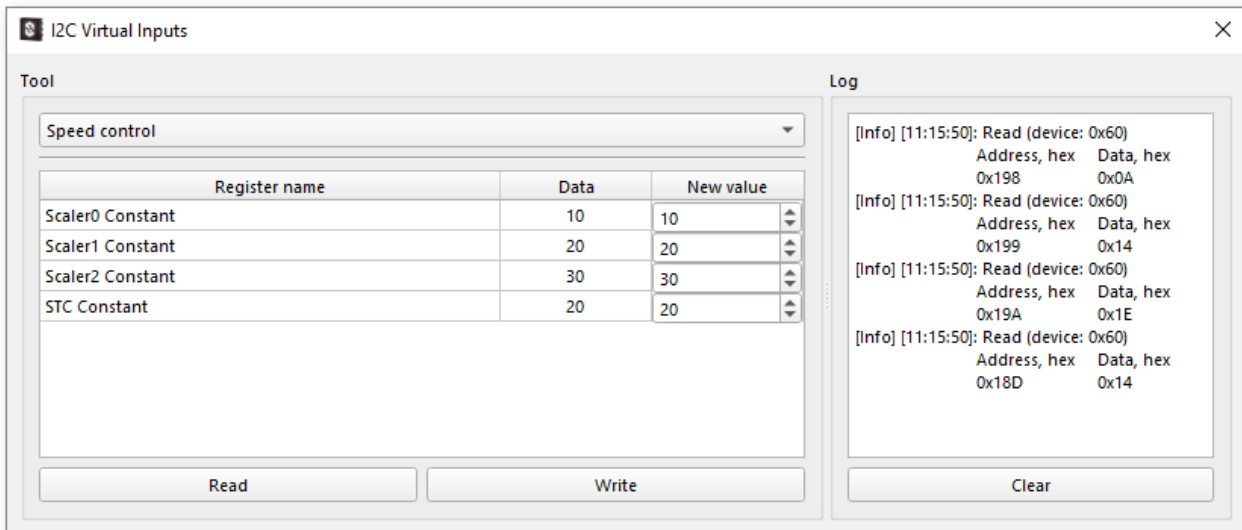 I2C Virtual Inputs
Tool
Speed control
Register name Data New value
Scaler0 Constant 10 10
Scaler1 Constant 20 20
Scaler2 Constant 30 30
STC Constant 20 20
Read Write
Log
[Info] [11:15:50]: Read (device: 0x60)
Address, hex Data, hex
0x198 0x0A
[Info] [11:15:50]: Read (device: 0x60)
Address, hex Data, hex
0x199 0x14
[Info] [11:15:50]: Read (device: 0x60)
Address, hex Data, hex
0x19A 0x1E
[Info] [11:15:50]: Read (device: 0x60)
Address, hex Data, hex
0x18D 0x14
Clear